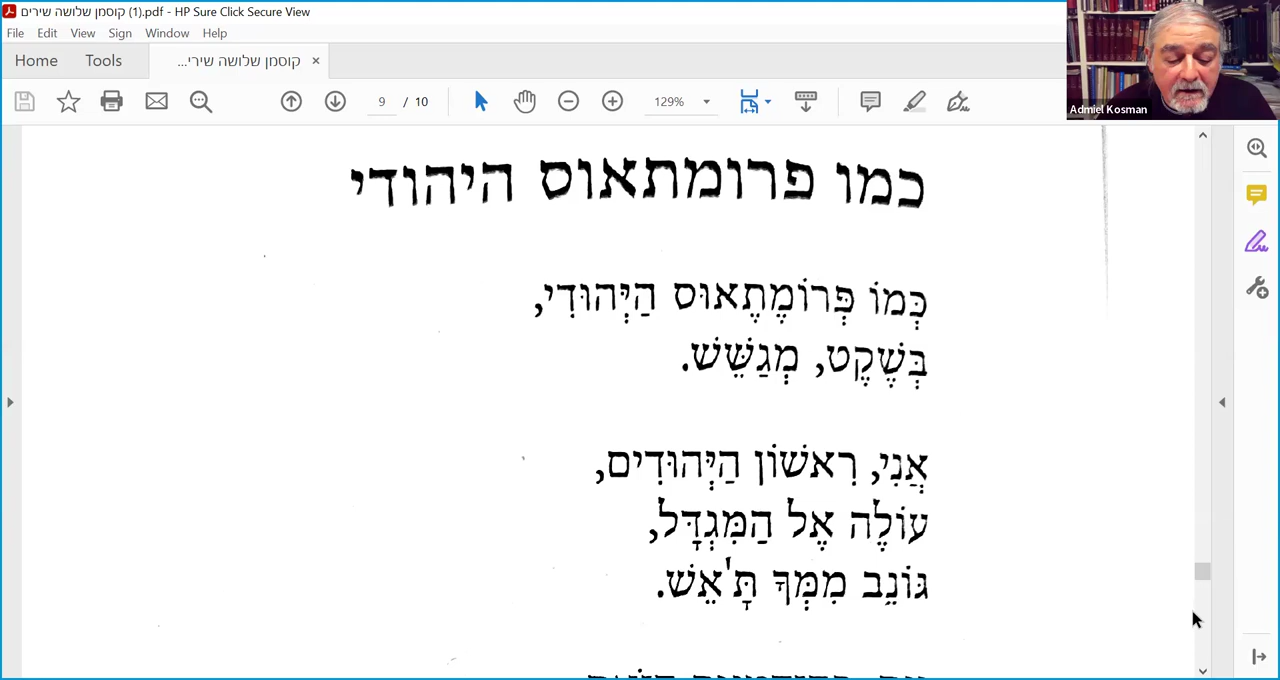 קוסמן שלושה שירים (1).pdf - HP Sure Click Secure View
File Edit View Sign Window Help
Home Tools קוסמן שלושה שירי... ×
9 / 10 129%
Admiel Kosman
כמו פרומתאוס היהודי
כְּמוֹ פְּרוֹמֶתֶאוּס הַיְּהוּדִי,
בְּשֶׁקֶט, מְגַשֵּׁשׁ.
אֲנִי, רִאשׁוֹן הַיְּהוּדִים,
עוֹלֶה אֶל הַמִּגְדָּל,
גּוֹנֵב מִמְּךָ תָּ'אֵשׁ.